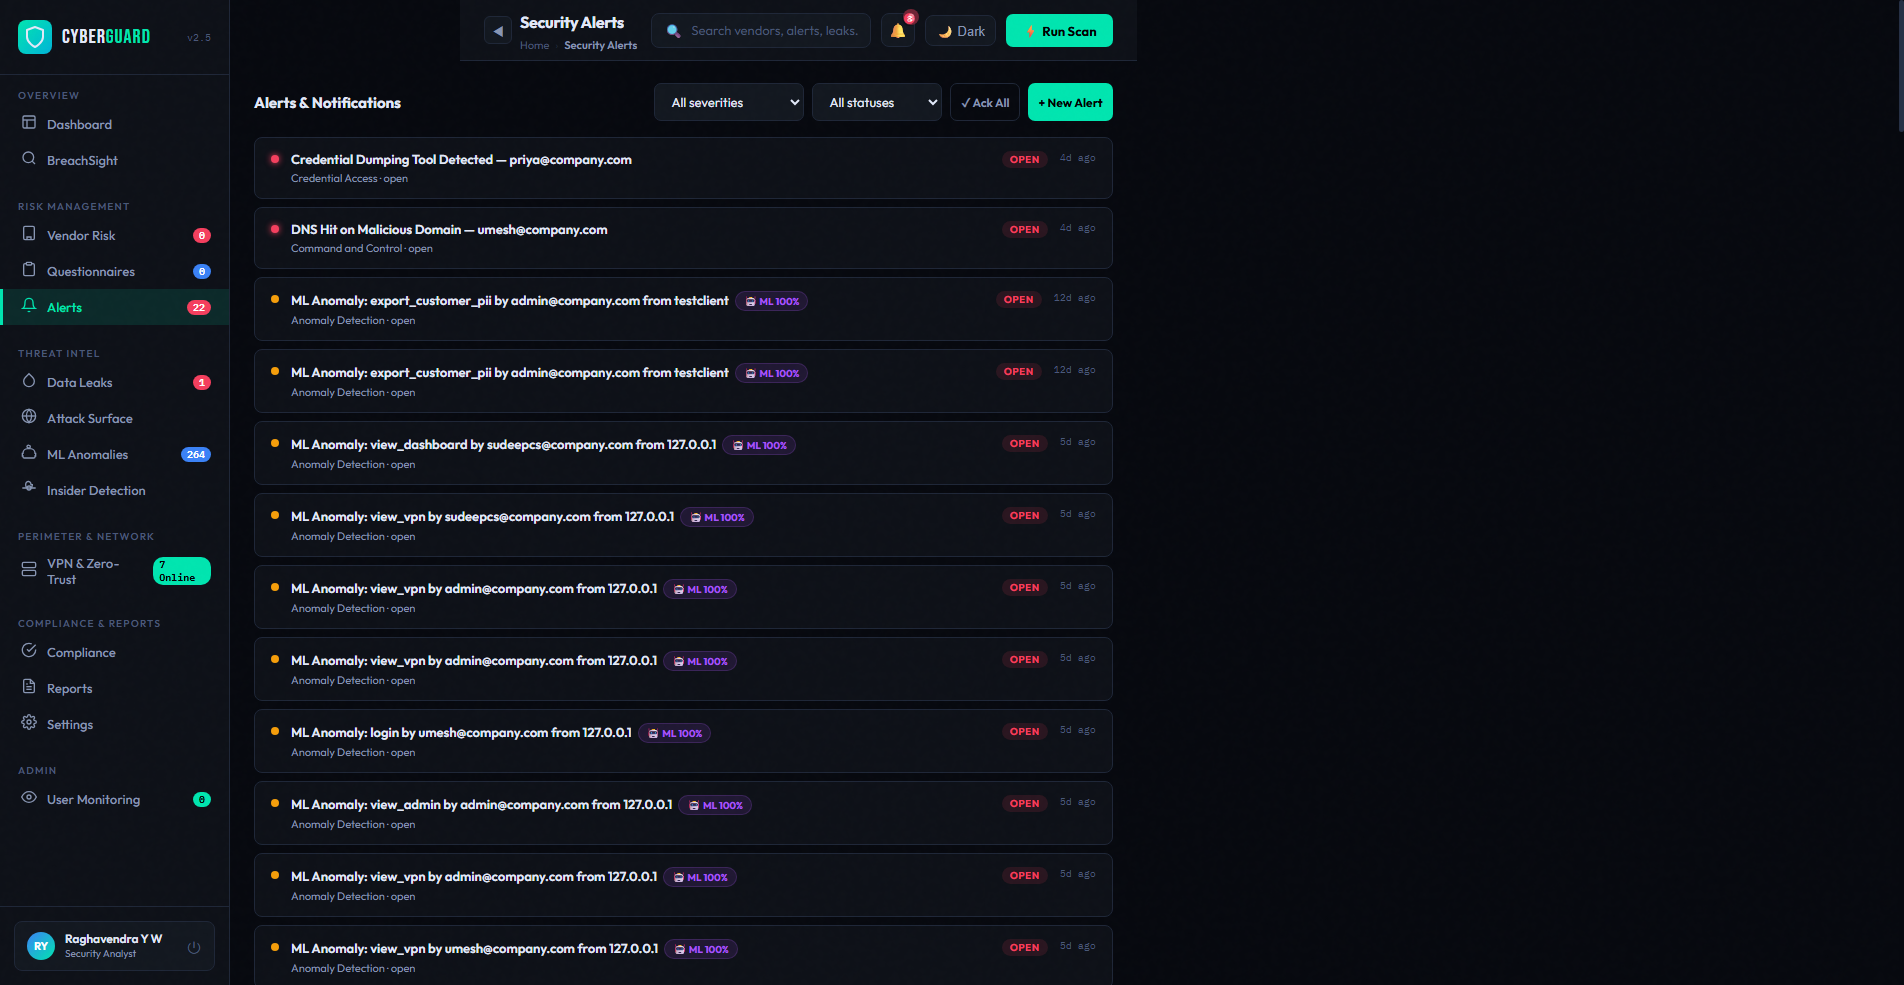 CYBERGUARD v2.5
OVERVIEW
Dashboard
BreachSight
RISK MANAGEMENT
Vendor Risk 0
Questionnaires 0
Alerts 22
THREAT INTEL
Data Leaks 1
Attack Surface
ML Anomalies 264
Insider Detection
PERIMETER & NETWORK
VPN & Zero-
Trust
7
Online
COMPLIANCE & REPORTS
Compliance
Reports
Settings
ADMIN
User Monitoring 0
RY
Raghavendra Y W
Security Analyst
Security Alerts
Home · Security Alerts
Search vendors, alerts, leaks.
8
Dark
Run Scan
Alerts & Notifications
All severities
All statuses
✓ Ack All
+ New Alert
Credential Dumping Tool Detected — priya@company.com OPEN 4d ago
Credential Access · open
DNS Hit on Malicious Domain — umesh@company.com OPEN 4d ago
Command and Control · open
ML Anomaly: export_customer_pii by admin@company.com from testclient ML 100% OPEN 12d ago
Anomaly Detection · open
ML Anomaly: export_customer_pii by admin@company.com from testclient ML 100% OPEN 12d ago
Anomaly Detection · open
ML Anomaly: view_dashboard by sudeepcs@company.com from 127.0.0.1 ML 100% OPEN 5d ago
Anomaly Detection · open
ML Anomaly: view_vpn by sudeepcs@company.com from 127.0.0.1 ML 100% OPEN 5d ago
Anomaly Detection · open
ML Anomaly: view_vpn by admin@company.com from 127.0.0.1 ML 100% OPEN 5d ago
Anomaly Detection · open
ML Anomaly: view_vpn by admin@company.com from 127.0.0.1 ML 100% OPEN 5d ago
Anomaly Detection · open
ML Anomaly: login by umesh@company.com from 127.0.0.1 ML 100% OPEN 5d ago
Anomaly Detection · open
ML Anomaly: view_admin by admin@company.com from 127.0.0.1 ML 100% OPEN 5d ago
Anomaly Detection · open
ML Anomaly: view_vpn by admin@company.com from 127.0.0.1 ML 100% OPEN 5d ago
Anomaly Detection · open
ML Anomaly: view_vpn by umesh@company.com from 127.0.0.1 ML 100% OPEN 5d ago
Anomaly Detection · open